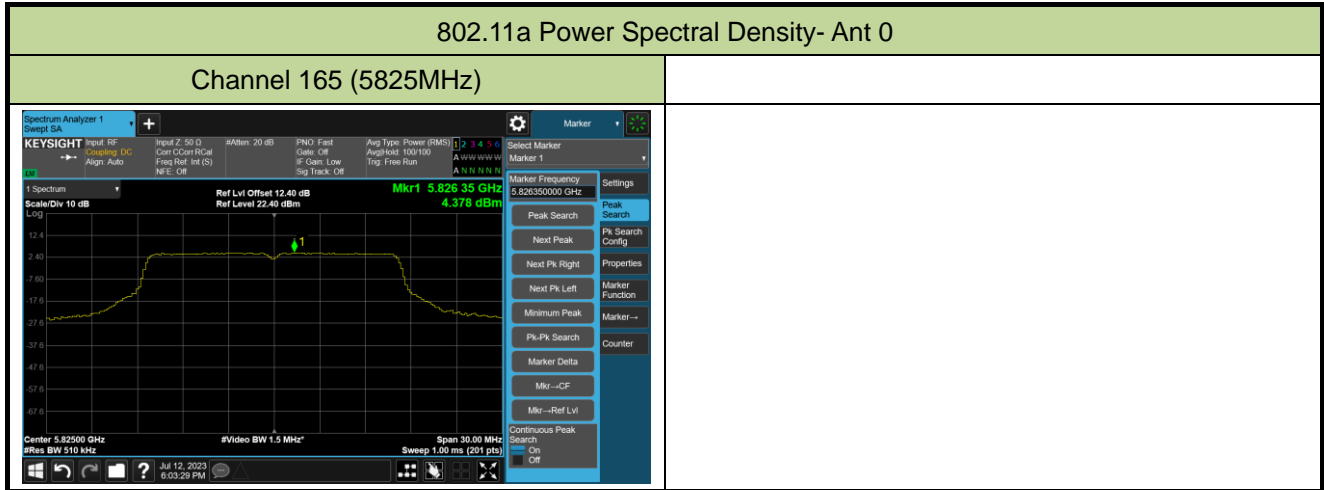 802.11a Power Spectral Density- Ant 0
Channel 165 (5825MHz)
Spectrum Analyzer 1
Swept SA
Marker
KEYSIGHT
Input: RF
Coupling: DC
Align: Auto
Input Z: 50 Ω
Corr CCorr RCal
Freq Ref: Int (S)
NFE: Off
#Atten: 20 dB
PNO: Fast
Gate: Off
IF Gain: Low
Sig Track: Off
Avg Type: Power (RMS)
Avg|Hold: 100/100
Trig: Free Run
1 2 3 4 5 6
A W W W W W
A N N N N N
Select Marker
Marker 1
1 Spectrum
Scale/Div 10 dB
Log
Ref Lvl Offset 12.40 dB
Ref Level 22.40 dBm
Mkr1 5.826 35 GHz
4.378 dBm
1
12.4
2.40
-7.60
-17.6
-27.6
-37.6
-47.6
-57.6
-67.6
Center 5.82500 GHz
#Res BW 510 kHz
#Video BW 1.5 MHz*
Span 30.00 MHz
Sweep 1.00 ms (201 pts)
Marker Frequency
5.826350000 GHz
Peak Search
Next Peak
Next Pk Right
Next Pk Left
Minimum Peak
Pk-Pk Search
Marker Delta
Mkr→CF
Mkr→Ref Lvl
Continuous Peak
Search
On
Off
Settings
Peak
Search
Pk Search
Config
Properties
Marker
Function
Marker→
Counter
Jul 12, 2023
6:03:29 PM